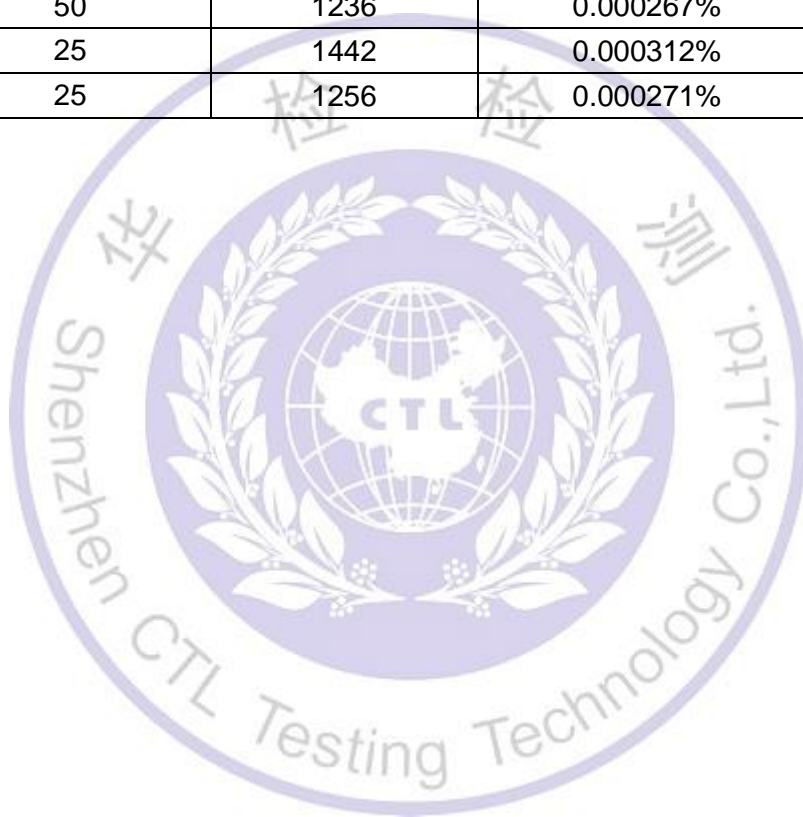 50 1236 0.000267%
25 1442 0.000312%
25 1256 0.000271%
华 检 检 测
Shenzhen CTL Testing Technology Co.,Ltd.
CTL